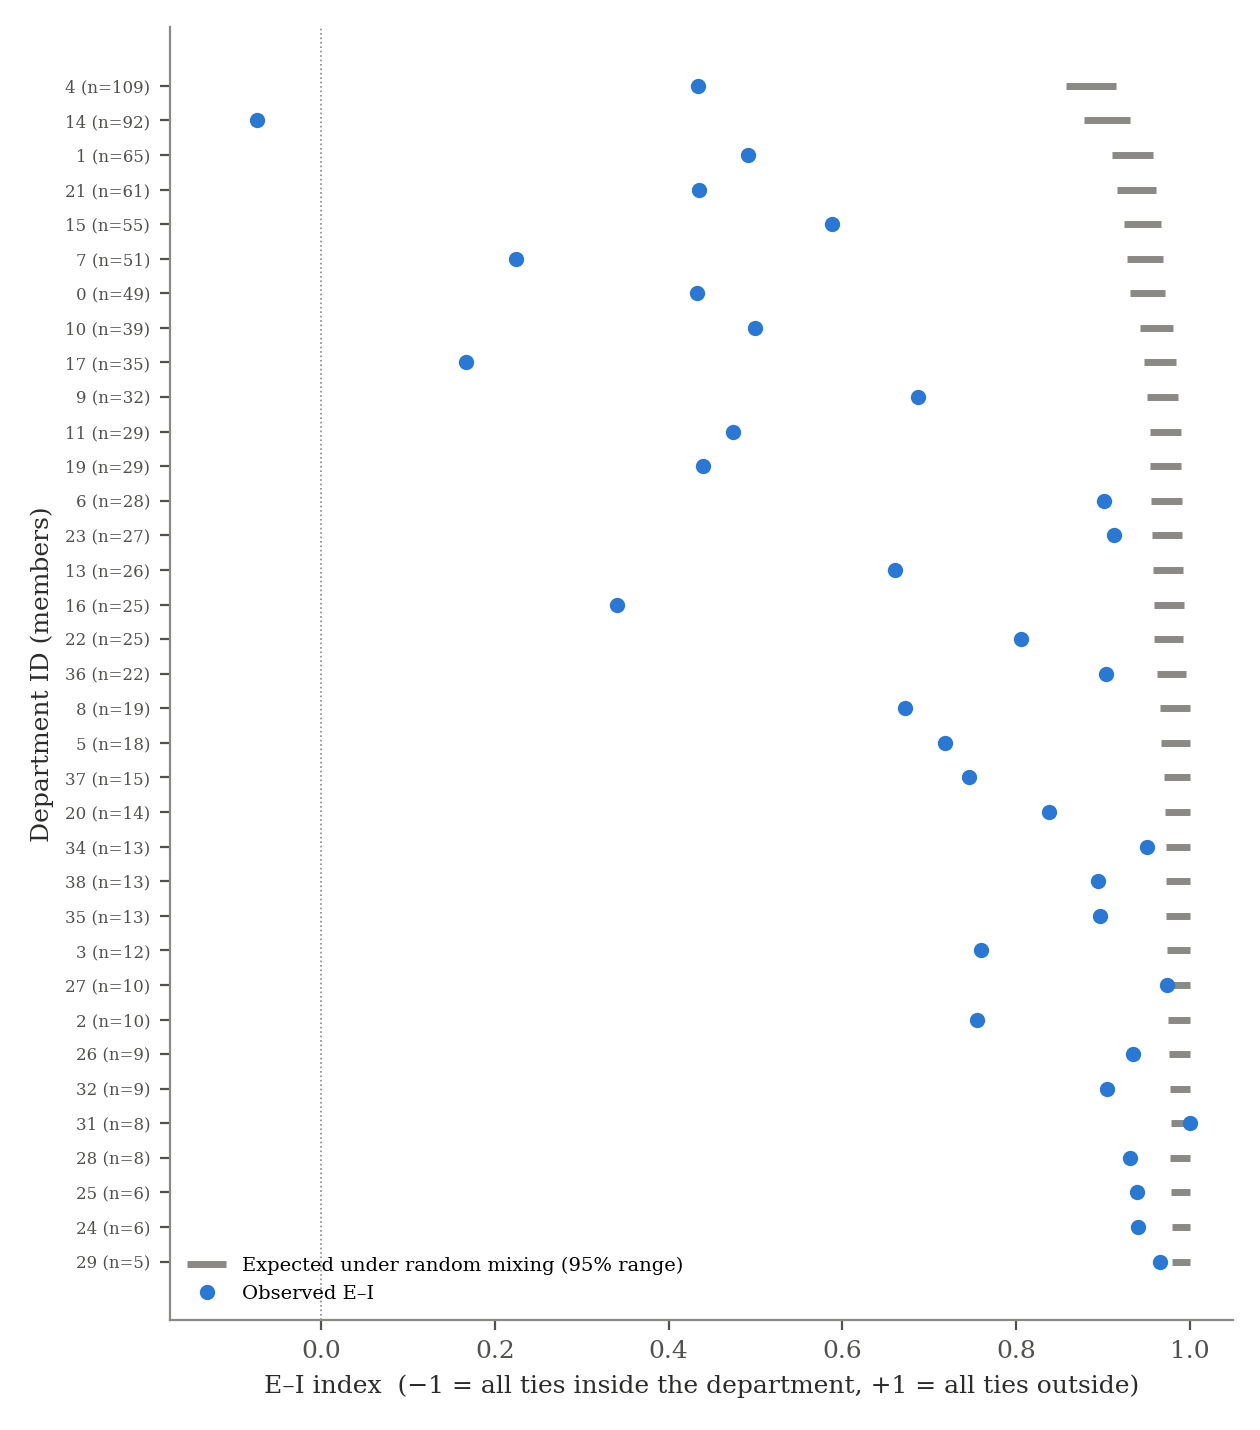 4 (n=109)
14 (n=92)
1 (n=65)
21 (n=61)
15 (n=55)
7 (n=51)
0 (n=49)
10 (n=39)
17 (n=35)
9 (n=32)
11 (n=29)
19 (n=29)
6 (n=28)
23 (n=27)
13 (n=26)
16 (n=25)
22 (n=25)
36 (n=22)
8 (n=19)
5 (n=18)
37 (n=15)
20 (n=14)
34 (n=13)
38 (n=13)
35 (n=13)
3 (n=12)
27 (n=10)
2 (n=10)
26 (n=9)
32 (n=9)
31 (n=8)
28 (n=8)
25 (n=6)
24 (n=6)
29 (n=5)
Department ID (members)
Expected under random mixing (95% range)
Observed E–I
0.0 0.2 0.4 0.6 0.8 1.0
E–I index  (−1 = all ties inside the department, +1 = all ties outside)